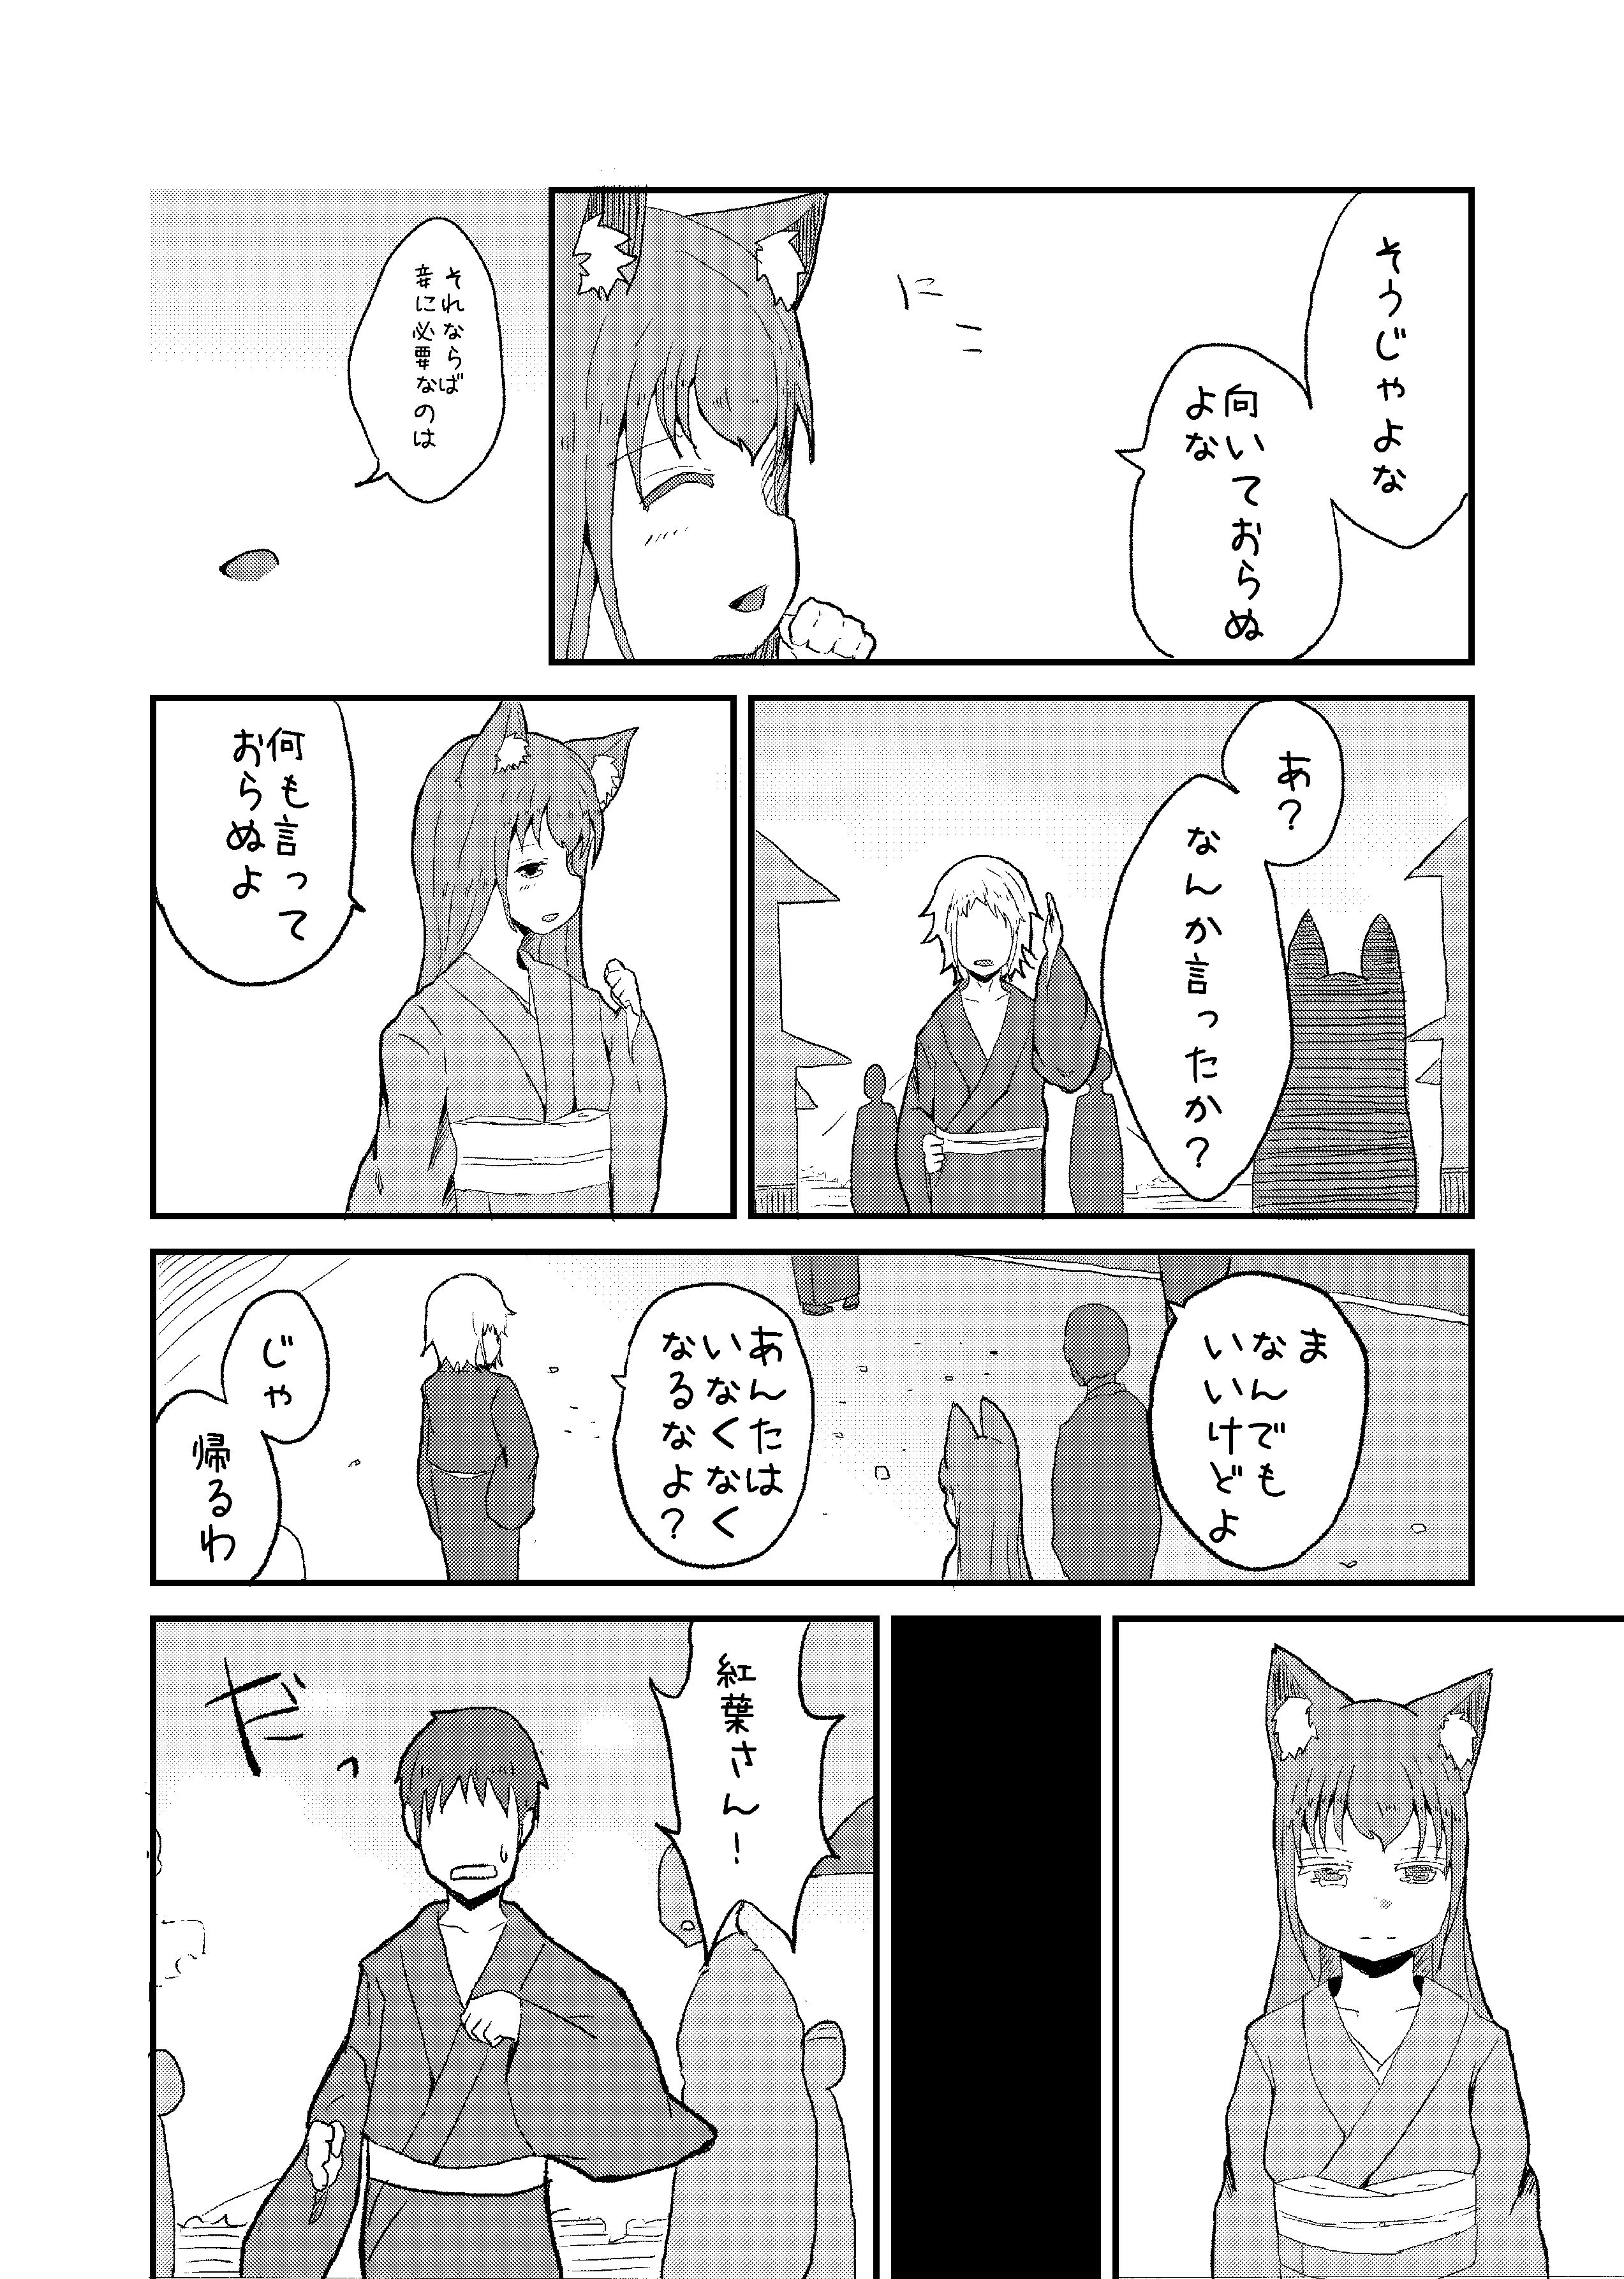 そうじゃよな
向いておらぬ
よな
にこ
それならば
幸に必要なのは
あ?
なんか言ったか?
何も言って
おらぬよ
ま
なんでも
いいけどよ
あんたは
いなくなく
なるなよ?
じゃ
帰るわ
紅葉さん!
だっ